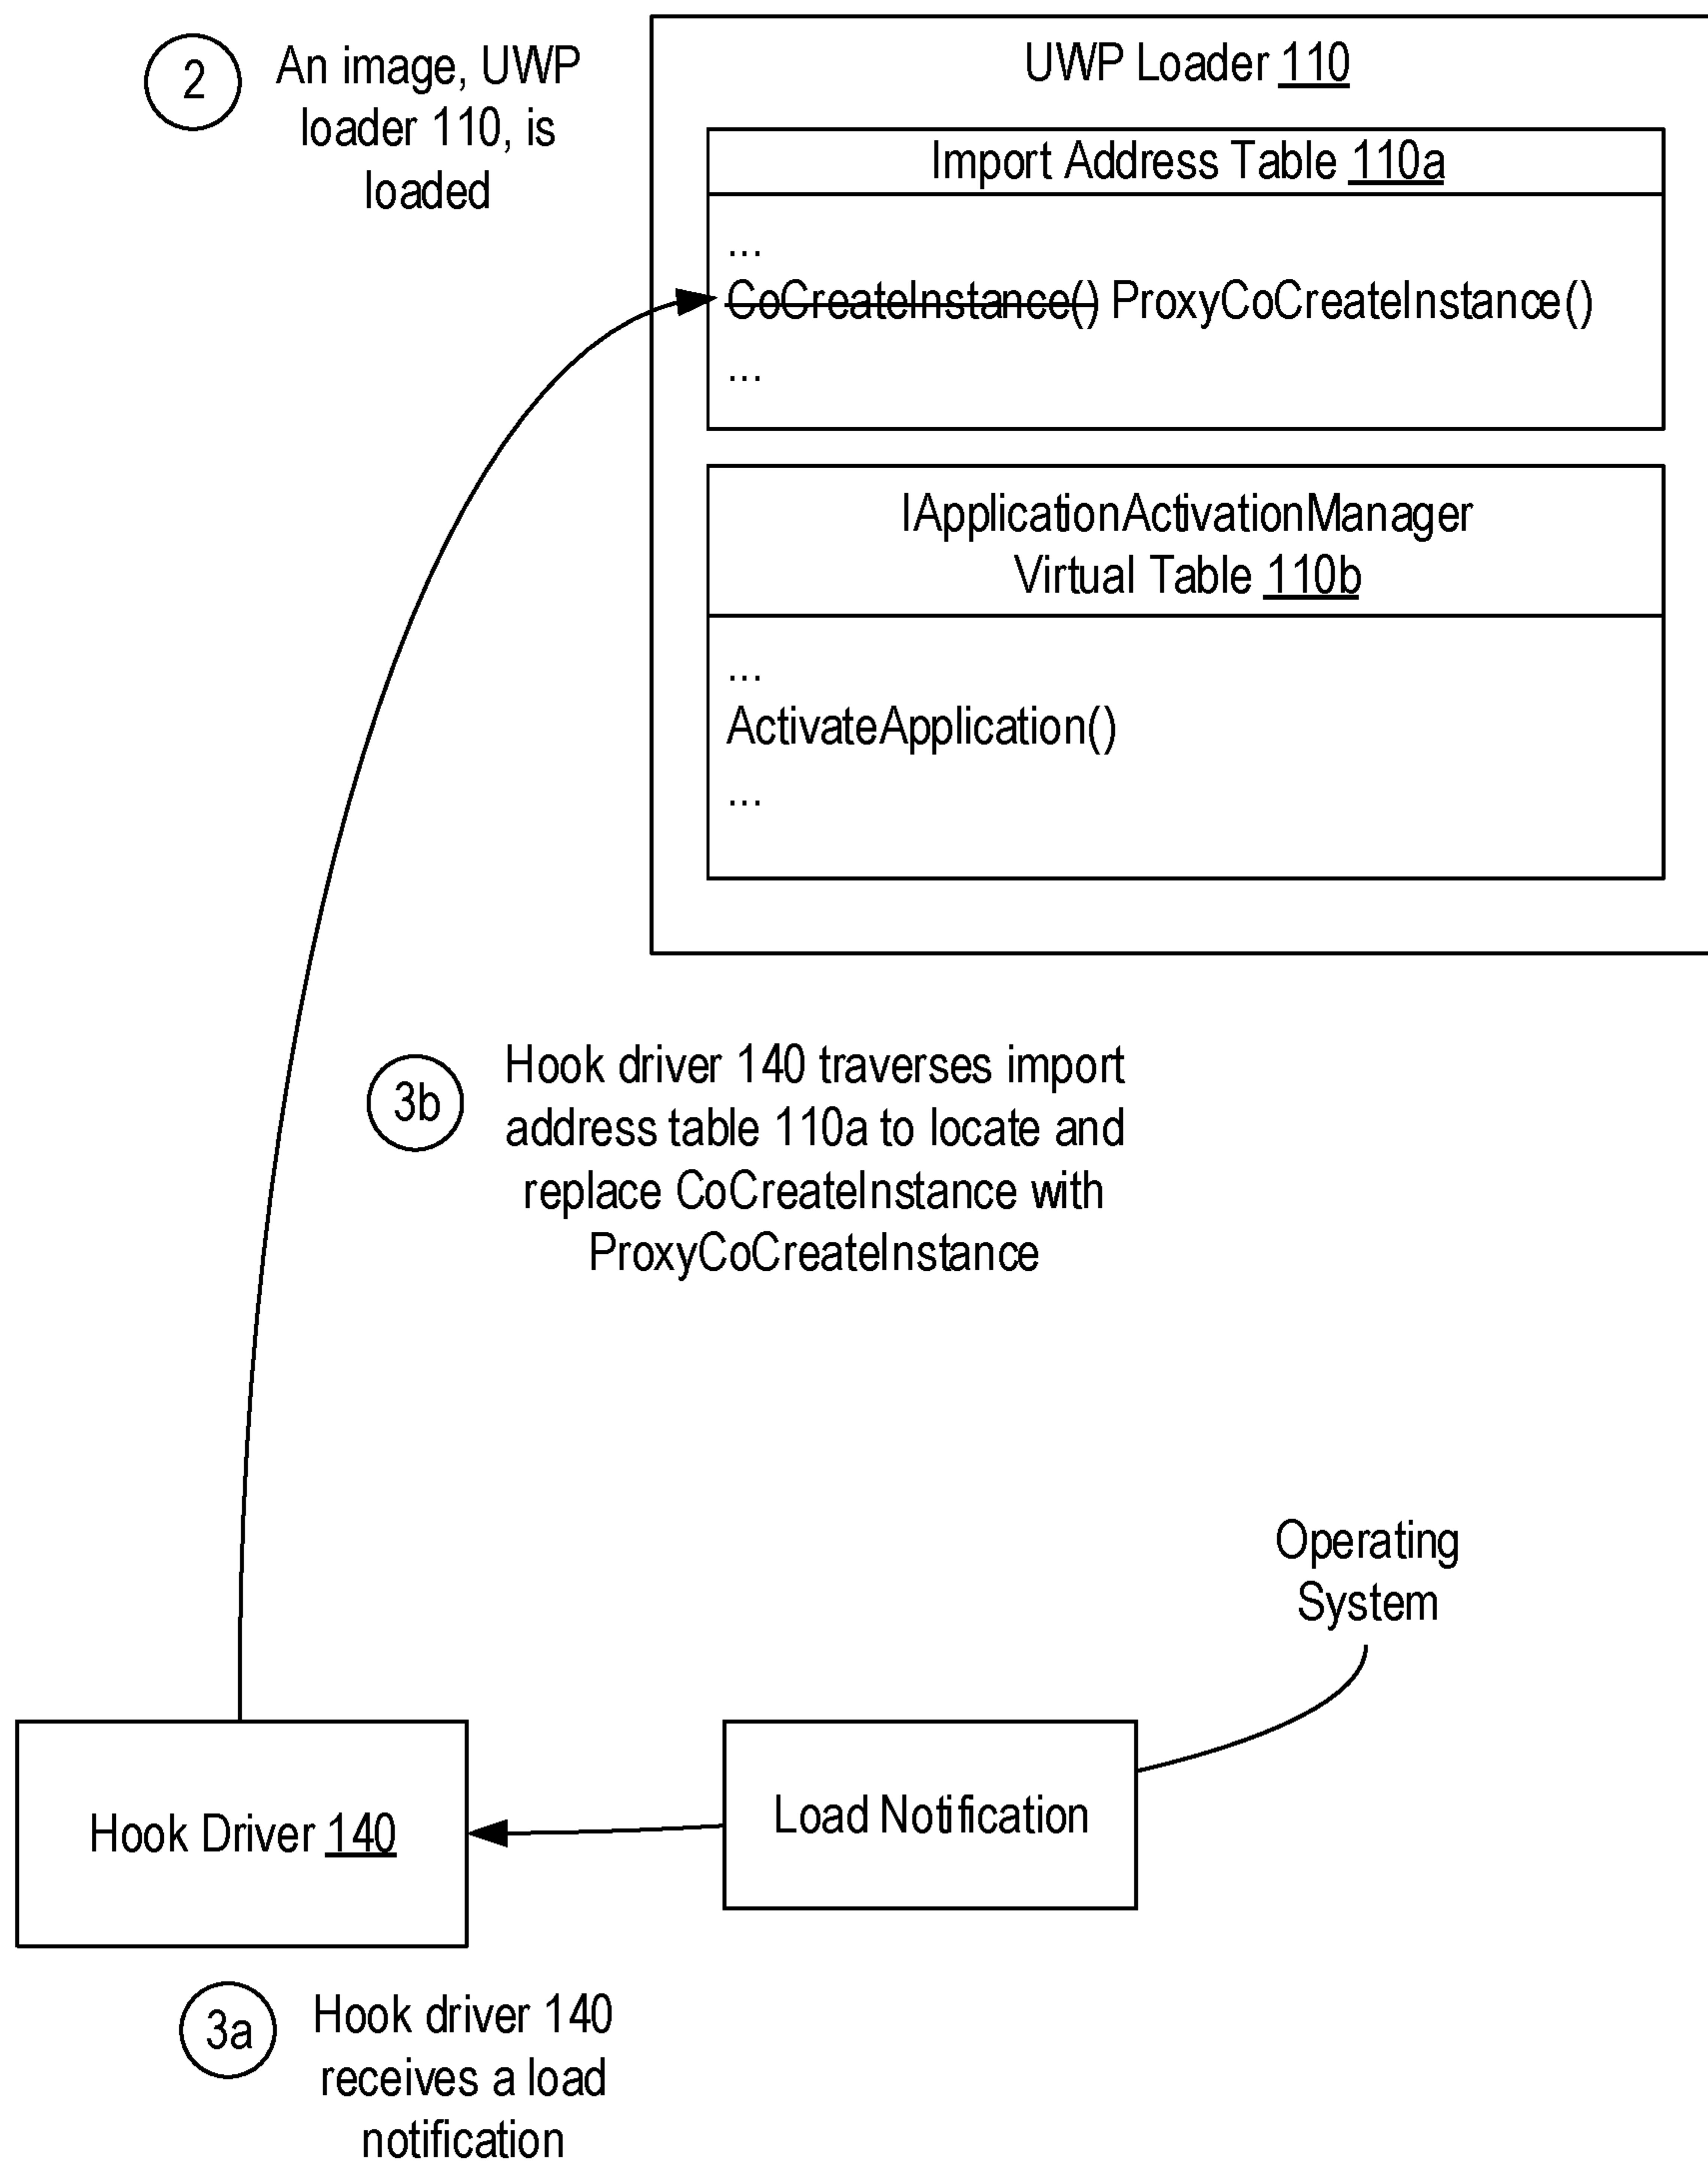 2
An image, UWP
loader 110, is
loaded
UWP Loader 110
Import Address Table 110a
...
CoCreateInstance() ProxyCoCreateInstance()
...
IApplicationActivationManager
Virtual Table 110b
...
ActivateApplication()
...
3b
Hook driver 140 traverses import
address table 110a to locate and
replace CoCreateInstance with
ProxyCoCreateInstance
Operating
System
Hook Driver 140
Load Notification
3a
Hook driver 140
receives a load
notification